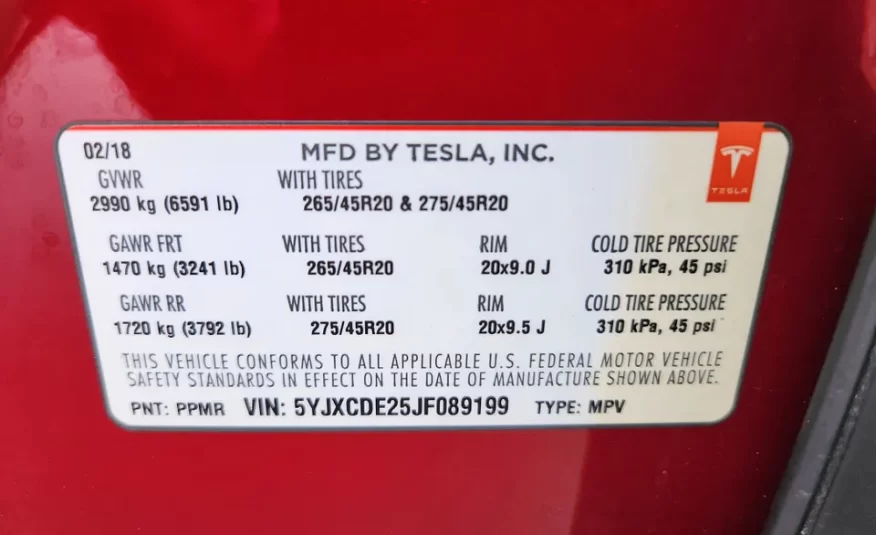 02/18 MFD BY TESLA, INC.
TESLA
GVWR WITH TIRES
2990 kg (6591 lb) 265/45R20 & 275/45R20
GAWR FRT WITH TIRES RIM COLD TIRE PRESSURE
1470 kg (3241 lb) 265/45R20 20x9.0 J 310 kPa, 45 psi
GAWR RR WITH TIRES RIM COLD TIRE PRESSURE
1720 kg (3792 lb) 275/45R20 20x9.5 J 310 kPa, 45 psi
THIS VEHICLE CONFORMS TO ALL APPLICABLE U.S. FEDERAL MOTOR VEHICLE
SAFETY STANDARDS IN EFFECT ON THE DATE OF MANUFACTURE SHOWN ABOVE.
PNT: PPMR VIN: 5YJXCDE25JF089199 TYPE: MPV